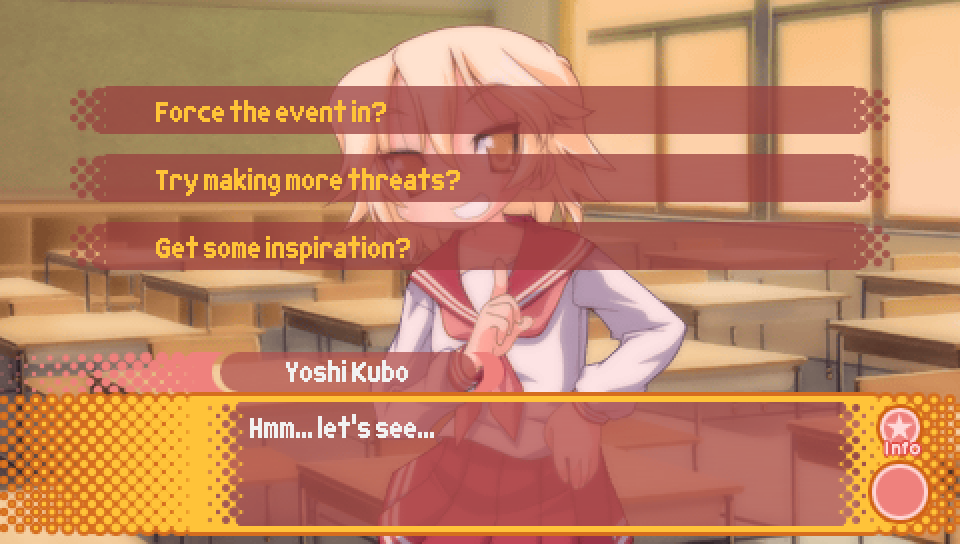 Force the event in?
Try making more threats?
Get some inspiration?
Yoshi Kubo
Hmm... let's see...
Info